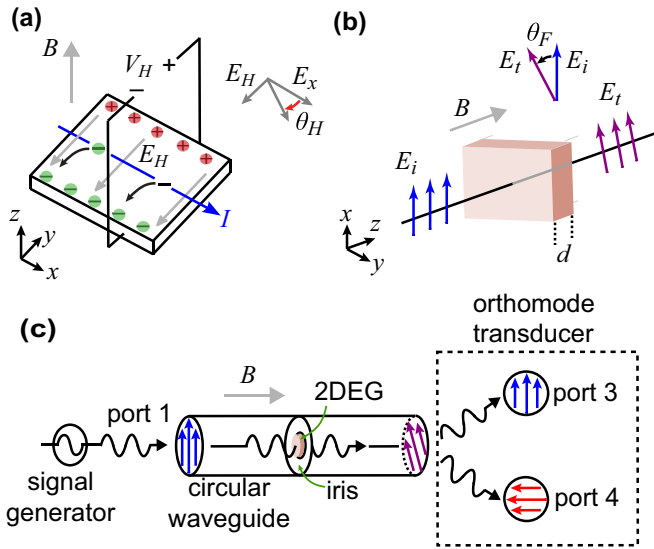 (a)
B
V_H +
−
E_H
E_x
θ_H
E_H
I
z
y
x
(b)
θ_F
E_t
E_i
B
E_t
E_i
x
z
y
d
(c)
orthomode
transducer
B
2DEG
port 1
port 3
signal
generator
circular
waveguide
iris
port 4